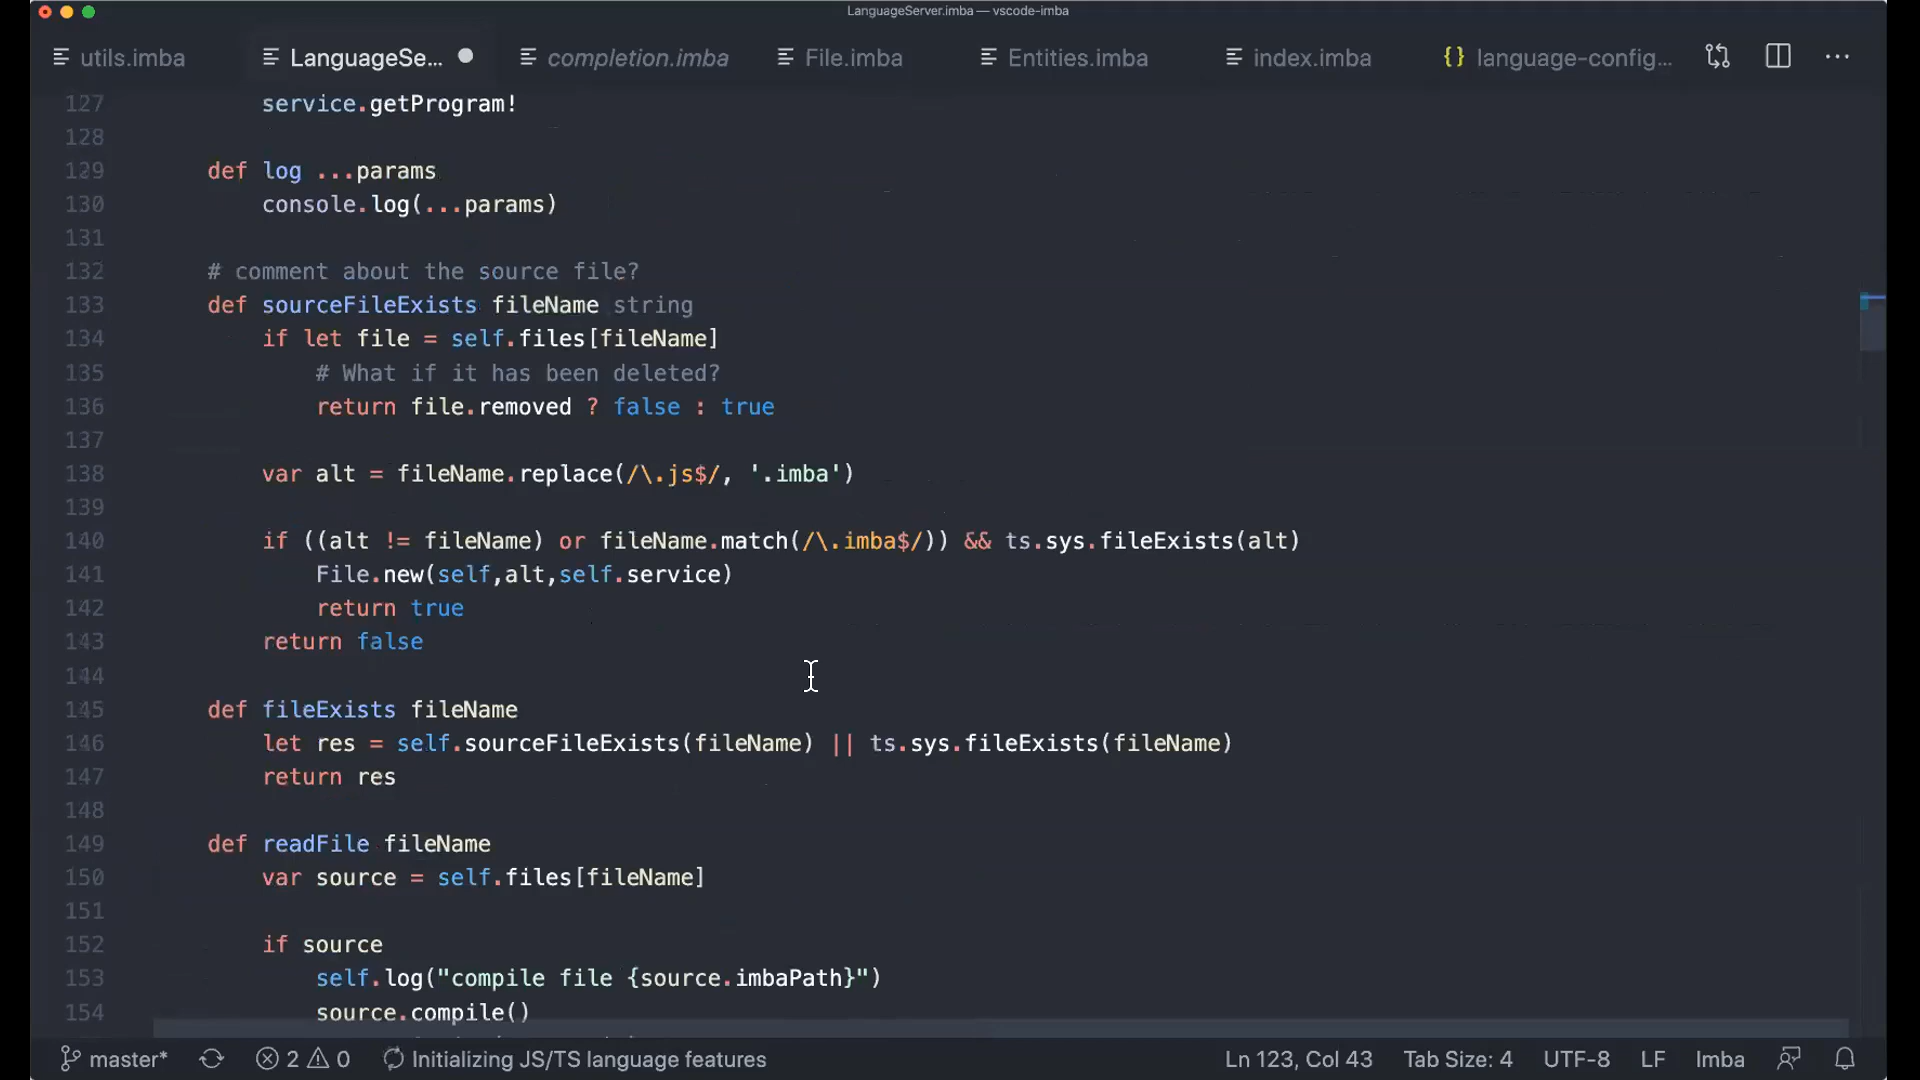 LanguageServer.imba — vscode-imba
utils.imba LanguageSe... completion.imba File.imba Entities.imba index.imba {} language-config... ...
127 service.getProgram!
128
129 def log ...params
130 console.log(...params)
131
132 # comment about the source file?
133 def sourceFileExists fileName string
134 if let file = self.files[fileName]
135 # What if it has been deleted?
136 return file.removed ? false : true
137
138 var alt = fileName.replace(/\.js$/, '.imba')
139
140 if ((alt != fileName) or fileName.match(/\.imba$/)) && ts.sys.fileExists(alt)
141 File.new(self,alt,self.service)
142 return true
143 return false
144
145 def fileExists fileName
146 let res = self.sourceFileExists(fileName) || ts.sys.fileExists(fileName)
147 return res
148
149 def readFile fileName
150 var source = self.files[fileName]
151
152 if source
153 self.log("compile file {source.imbaPath}")
154 source.compile()
master* 2 0 Initializing JS/TS language features Ln 123, Col 43 Tab Size: 4 UTF-8 LF Imba